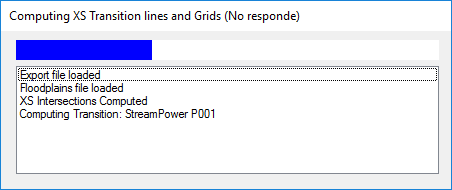 Computing XS Transition lines and Grids (No responde)
Export file loaded
Floodplains file loaded
XS Intersections Computed
Computing Transition: StreamPower P001